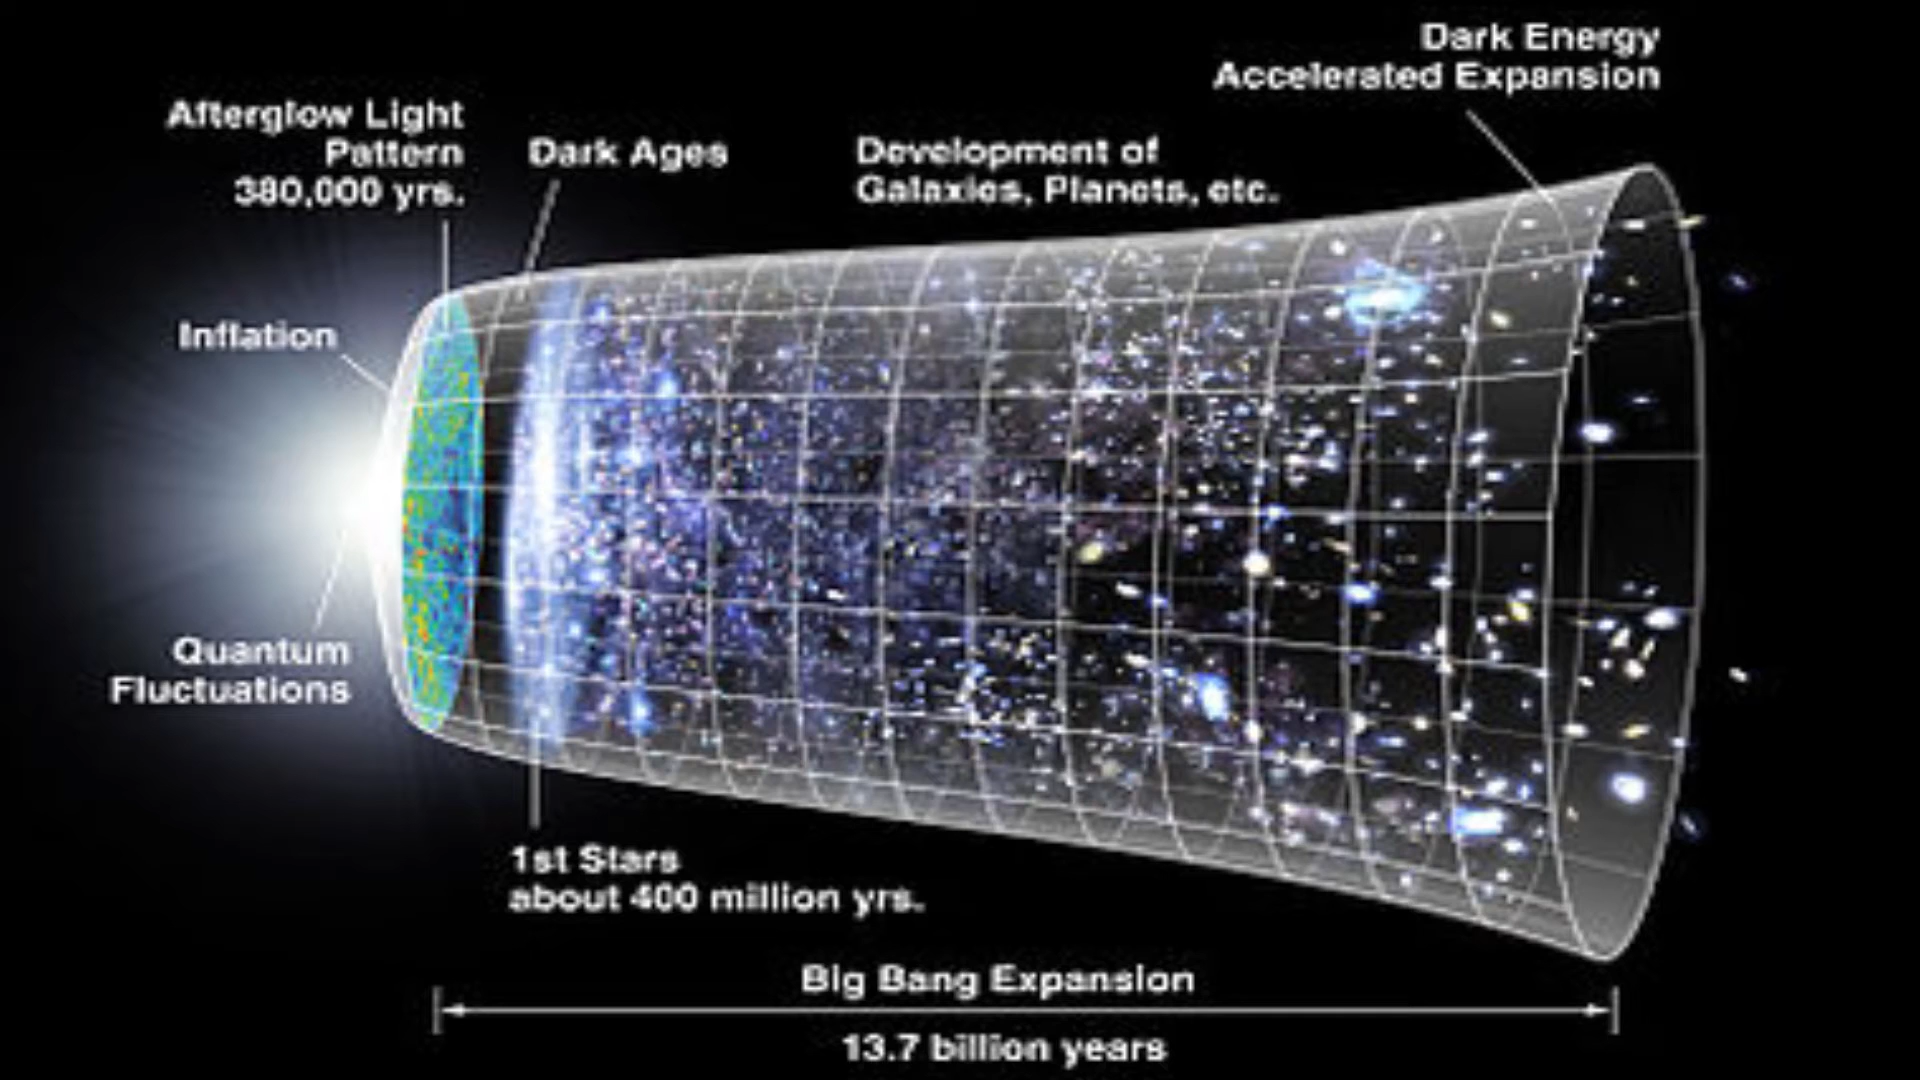 Dark Energy
Accelerated Expansion
Afterglow Light
Pattern
380,000 yrs.
Dark Ages
Development of
Galaxies, Planets, etc.
Inflation
Quantum
Fluctuations
1st Stars
about 400 million yrs.
Big Bang Expansion
13.7 billion years